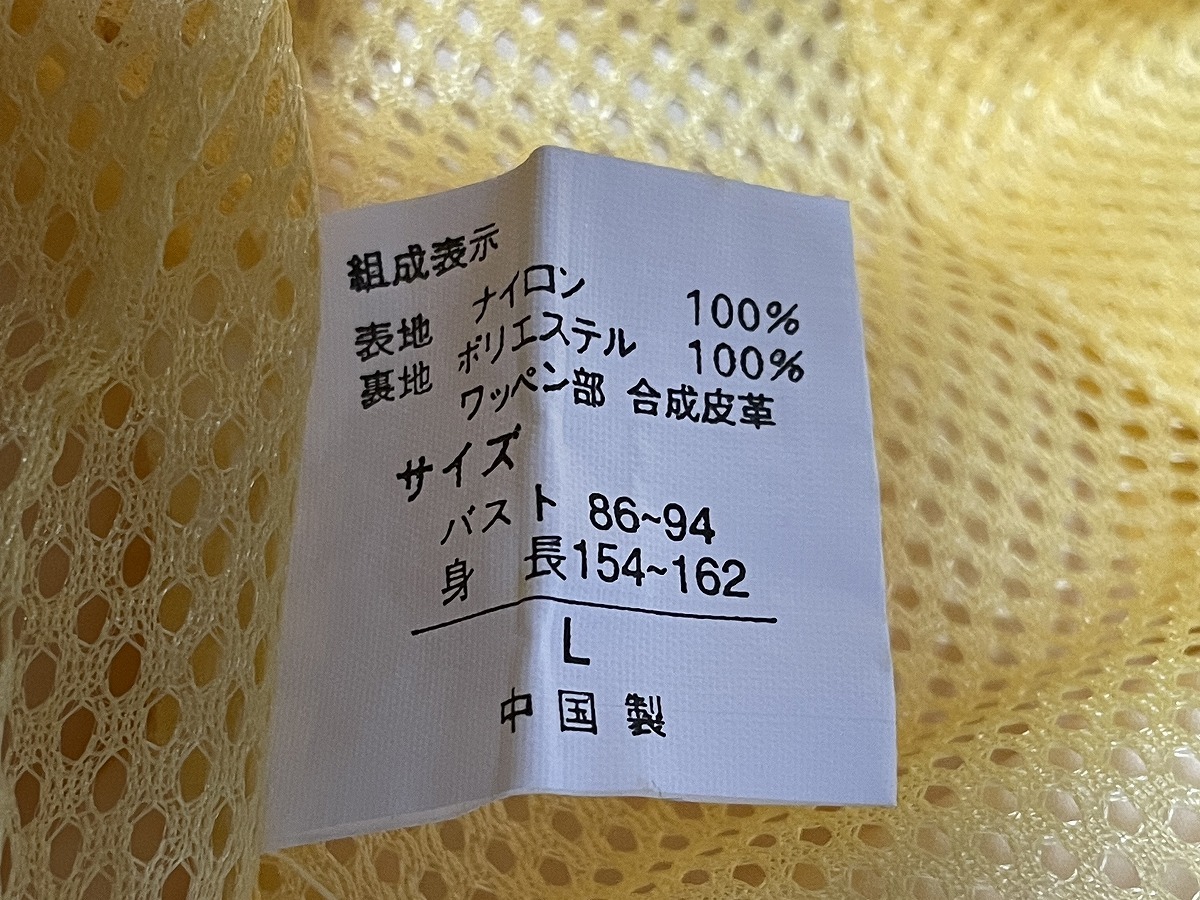 組成表示
表地 ナイロン 100%
裏地 ポリエステル 100%
ワッペン部 合成皮革
サイズ
バスト 86~94
身 長154~162
L
中国製